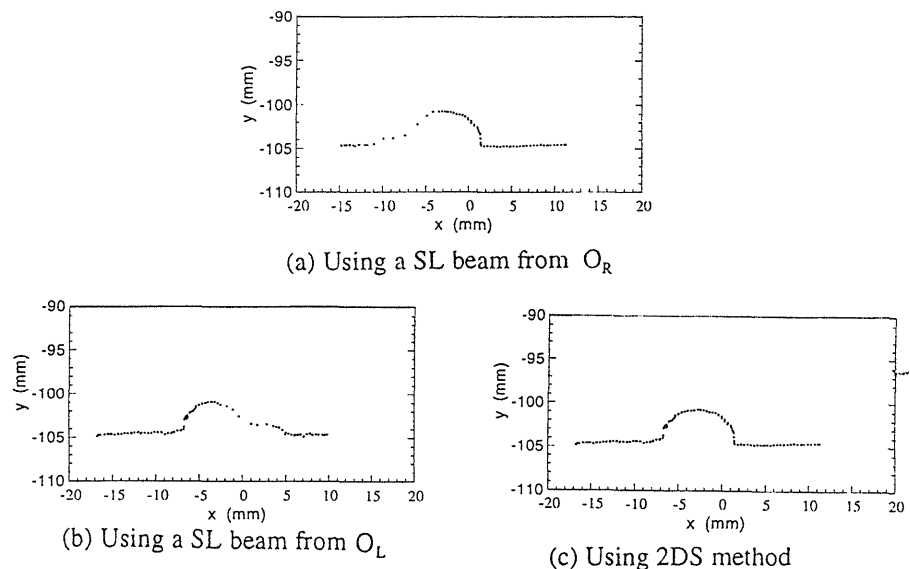 -90
-95
-100
-105
-110
y (mm)
-20 -15 -10 -5 0 5 10 15 20
x (mm)
(a) Using a SL beam from O_R
-90
-95
-100
-105
-110
y (mm)
-20 -15 -10 -5 0 5 10 15 20
x (mm)
(b) Using a SL beam from O_L
-90
-95
-100
-105
-110
y (mm)
-20 -15 -10 -5 0 5 10 15 20
x (mm)
(c) Using 2DS method